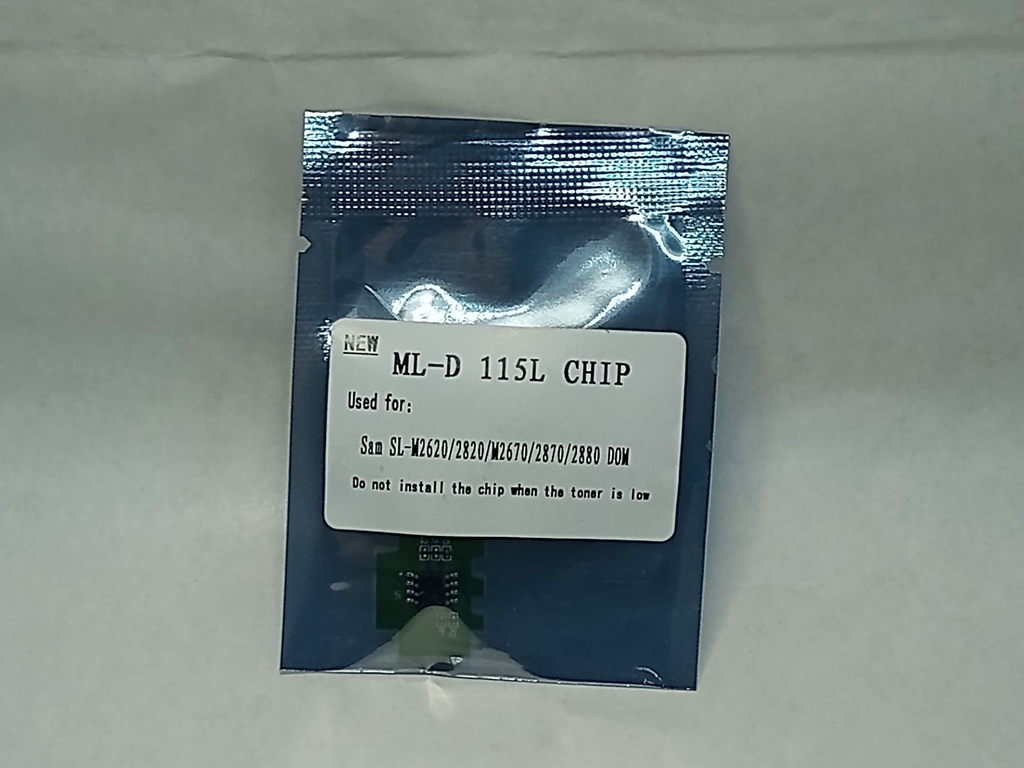 NEW
ML-D 115L CHIP
Used for:
Sam SL-M2620/2820/M2670/2870/2880 DOM
Do not install the chip when the toner is low